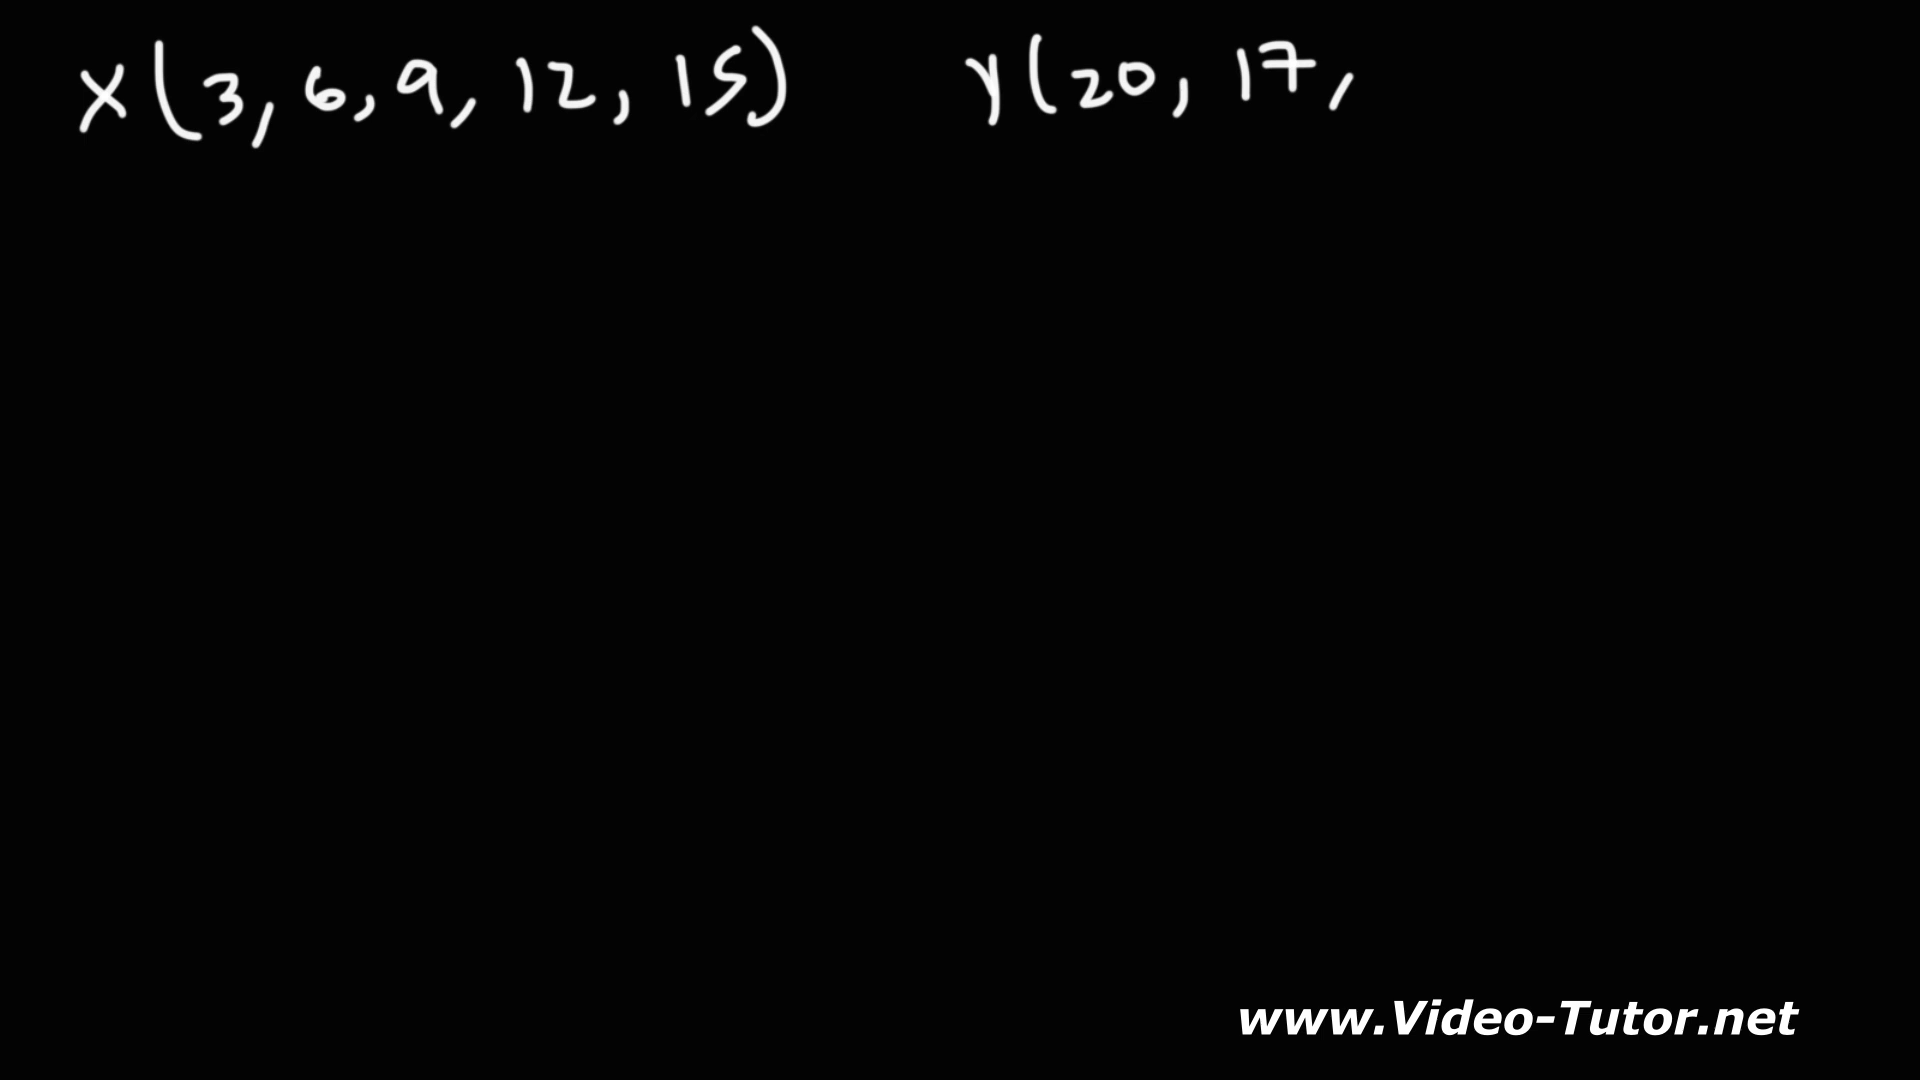 x(3, 6, 9, 12, 15) y(20, 17,
www.Video-Tutor.net